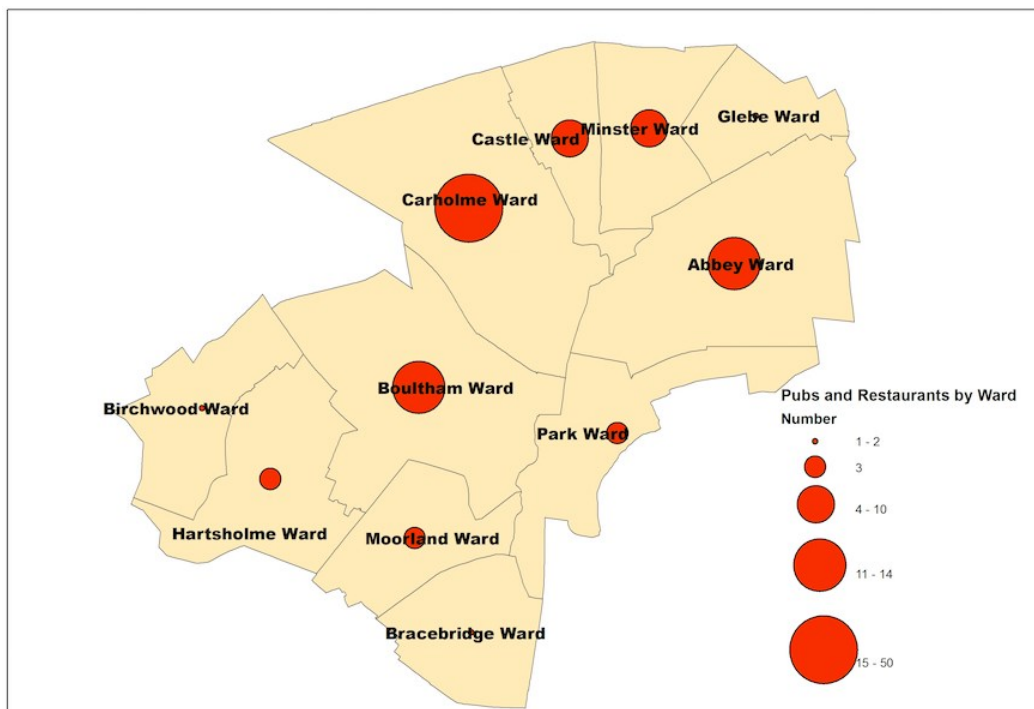 Glebe Ward
Minster Ward
Castle Ward
Carholme Ward
Abbey Ward
Boultham Ward
Birchwood Ward
Park Ward
Hartsholme Ward
Moorland Ward
Bracebridge Ward
Pubs and Restaurants by Ward
Number
1 - 2
3
4 - 10
11 - 14
15 - 50